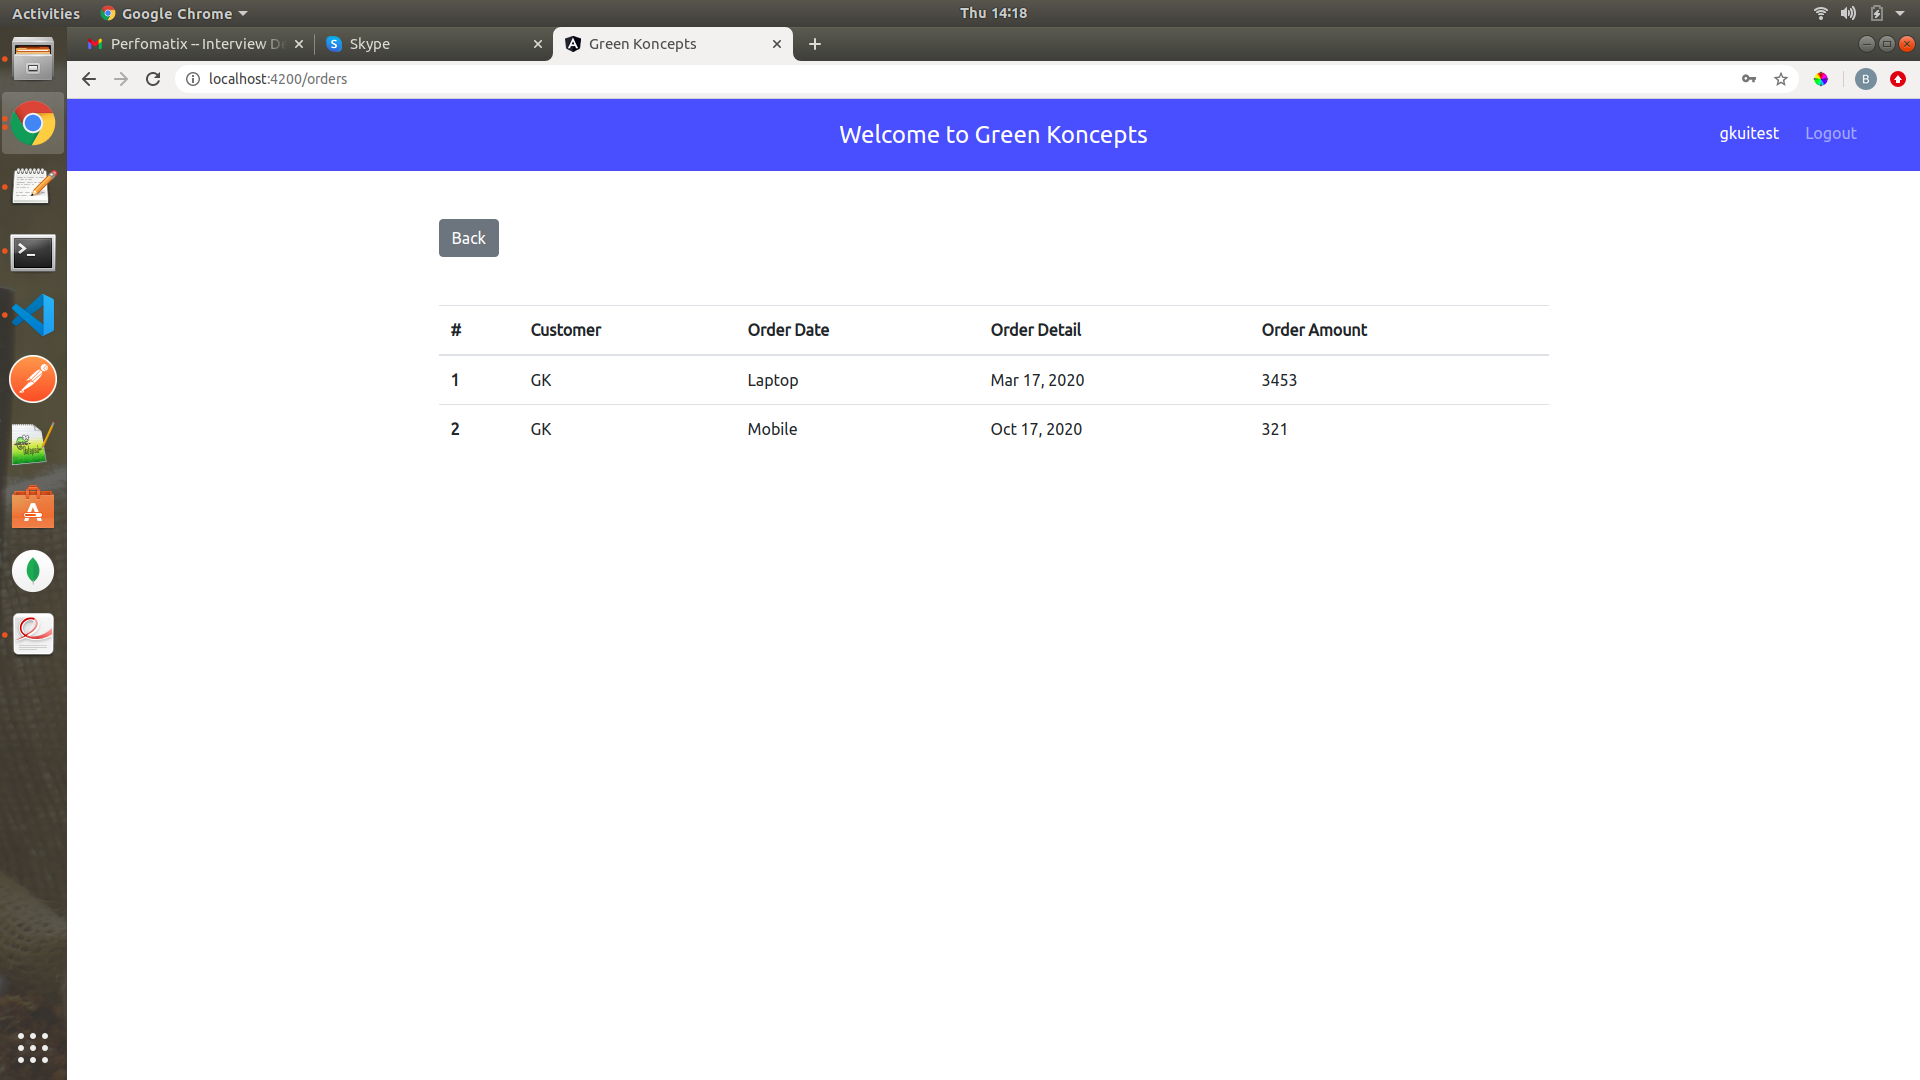 Activities Google Chrome Thu 14:18
Perfomatix – Interview D Skype Green Koncepts
localhost:4200/orders B
Welcome to Green Koncepts gkuitest Logout
Back
# Customer Order Date Order Detail Order Amount
1 GK Laptop Mar 17, 2020 3453
2 GK Mobile Oct 17, 2020 321